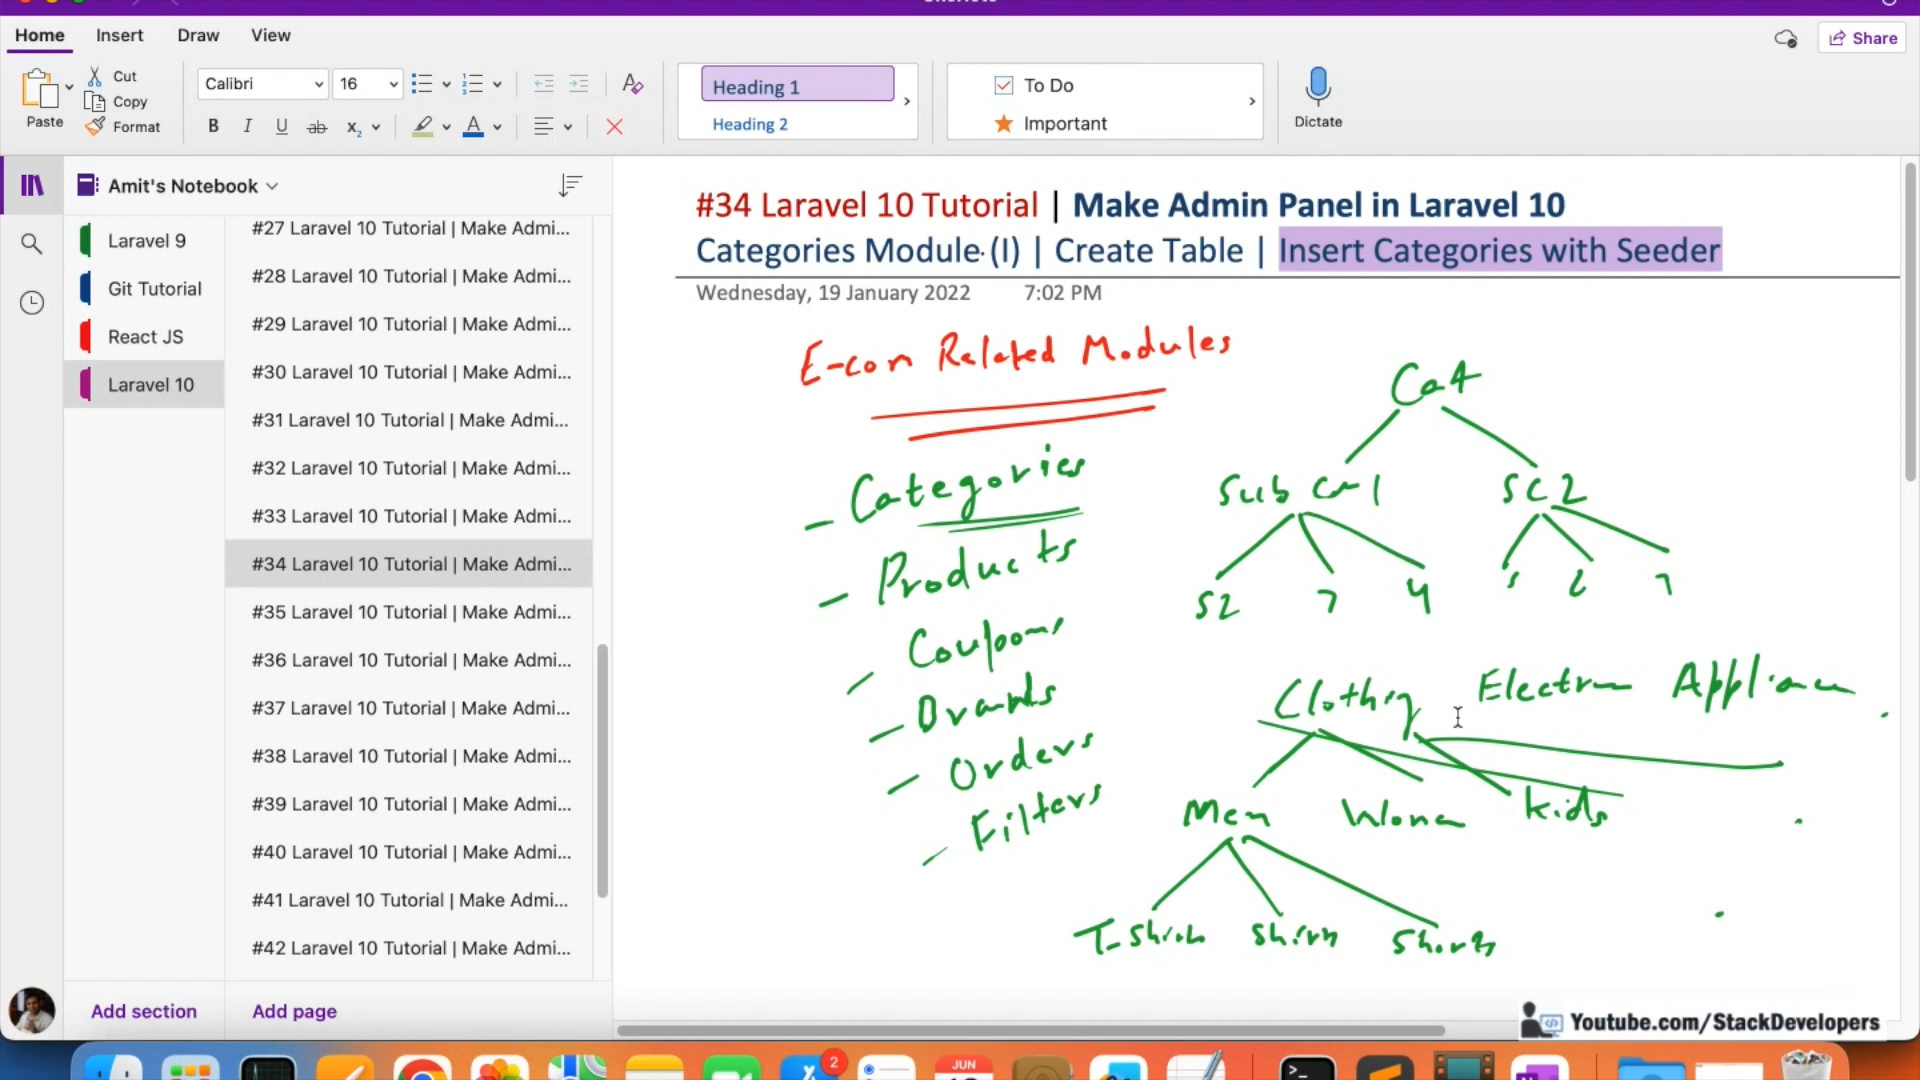 Home Insert Draw View Share
Paste Cut Copy Format
Calibri 16
Heading 1
Heading 2
To Do
Important
Dictate
Amit's Notebook
Laravel 9
Git Tutorial
React JS
Laravel 10
#27 Laravel 10 Tutorial | Make Admi...
#28 Laravel 10 Tutorial | Make Admi...
#29 Laravel 10 Tutorial | Make Admi...
#30 Laravel 10 Tutorial | Make Admi...
#31 Laravel 10 Tutorial | Make Admi...
#32 Laravel 10 Tutorial | Make Admi...
#33 Laravel 10 Tutorial | Make Admi...
#34 Laravel 10 Tutorial | Make Admi...
#35 Laravel 10 Tutorial | Make Admi...
#36 Laravel 10 Tutorial | Make Admi...
#37 Laravel 10 Tutorial | Make Admi...
#38 Laravel 10 Tutorial | Make Admi...
#39 Laravel 10 Tutorial | Make Admi...
#40 Laravel 10 Tutorial | Make Admi...
#41 Laravel 10 Tutorial | Make Admi...
#42 Laravel 10 Tutorial | Make Admi...
Add section Add page
#34 Laravel 10 Tutorial | Make Admin Panel in Laravel 10
Categories Module (I) | Create Table | Insert Categories with Seeder
Wednesday, 19 January 2022 7:02 PM
E-com Related Modules
- Categories
- Products
- Coupons
- Brands
- Orders
- Filters
Cat
Sub Cat 1 SC2
Clothing
Men Women Kids
T-shirts shirts shorts
Youtube.com/StackDevelopers
2
JUN